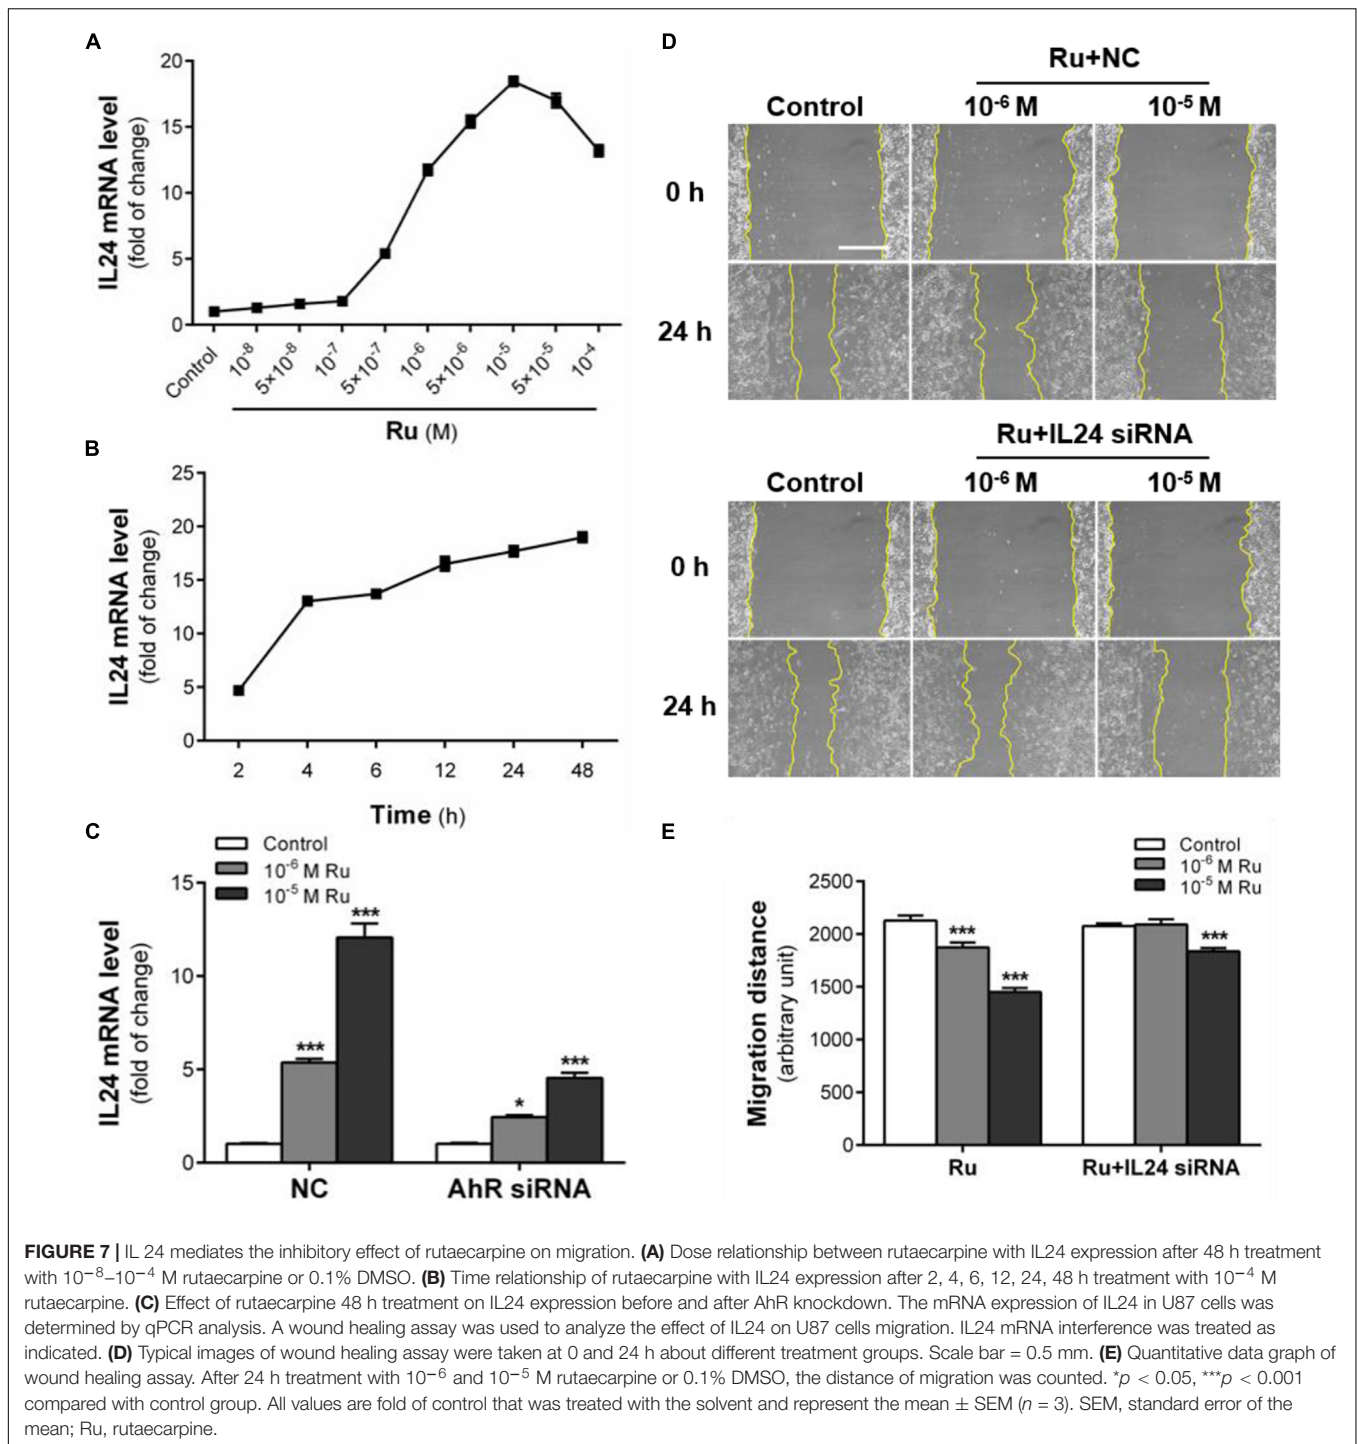 A
IL24 mRNA level
(fold of change)
20
15
10
5
0
Control
10⁻⁸
5×10⁻⁸
10⁻⁷
5×10⁻⁷
10⁻⁶
5×10⁻⁶
10⁻⁵
5×10⁻⁵
10⁻⁴
Ru (M)
B
IL24 mRNA level
(fold of change)
25
20
15
10
5
0
2 4 6 12 24 48
Time (h)
C
Control
10⁻⁶ M Ru
10⁻⁵ M Ru
IL24 mRNA level
(fold of change)
15
10
5
0
***
***
*
***
NC AhR siRNA
D
Ru+NC
Control 10⁻⁶ M 10⁻⁵ M
0 h
24 h
Ru+IL24 siRNA
Control 10⁻⁶ M 10⁻⁵ M
0 h
24 h
E
Control
10⁻⁶ M Ru
10⁻⁵ M Ru
Migration distance
(arbitrary unit)
2500
2000
1500
1000
500
0
***
***
***
Ru Ru+IL24 siRNA
FIGURE 7 | IL 24 mediates the inhibitory effect of rutaecarpine on migration. (A) Dose relationship between rutaecarpine with IL24 expression after 48 h treatment
with 10⁻⁸–10⁻⁴ M rutaecarpine or 0.1% DMSO. (B) Time relationship of rutaecarpine with IL24 expression after 2, 4, 6, 12, 24, 48 h treatment with 10⁻⁴ M
rutaecarpine. (C) Effect of rutaecarpine 48 h treatment on IL24 expression before and after AhR knockdown. The mRNA expression of IL24 in U87 cells was
determined by qPCR analysis. A wound healing assay was used to analyze the effect of IL24 on U87 cells migration. IL24 mRNA interference was treated as
indicated. (D) Typical images of wound healing assay were taken at 0 and 24 h about different treatment groups. Scale bar = 0.5 mm. (E) Quantitative data graph of
wound healing assay. After 24 h treatment with 10⁻⁶ and 10⁻⁵ M rutaecarpine or 0.1% DMSO, the distance of migration was counted. *p < 0.05, ***p < 0.001
compared with control group. All values are fold of control that was treated with the solvent and represent the mean ± SEM (n = 3). SEM, standard error of the
mean; Ru, rutaecarpine.